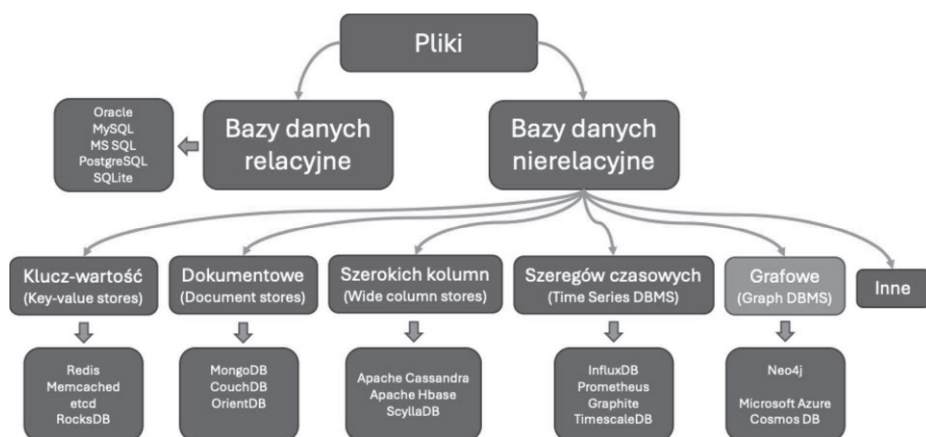 Pliki
Bazy danych
relacyjne
Bazy danych
nierelacyjne
Oracle
MySQL
MS SQL
PostgreSQL
SQLite
Klucz-wartość
(Key-value stores)
Dokumentowe
(Document stores)
Szerokich kolumn
(Wide column stores)
Szeregów czasowych
(Time Series DBMS)
Grafowe
(Graph DBMS)
Inne
Redis
Memcached
etcd
RocksDB
MongoDB
CouchDB
OrientDB
Apache Cassandra
Apache Hbase
ScyllaDB
InfluxDB
Prometheus
Graphite
TimescaleDB
Neo4j
Microsoft Azure
Cosmos DB